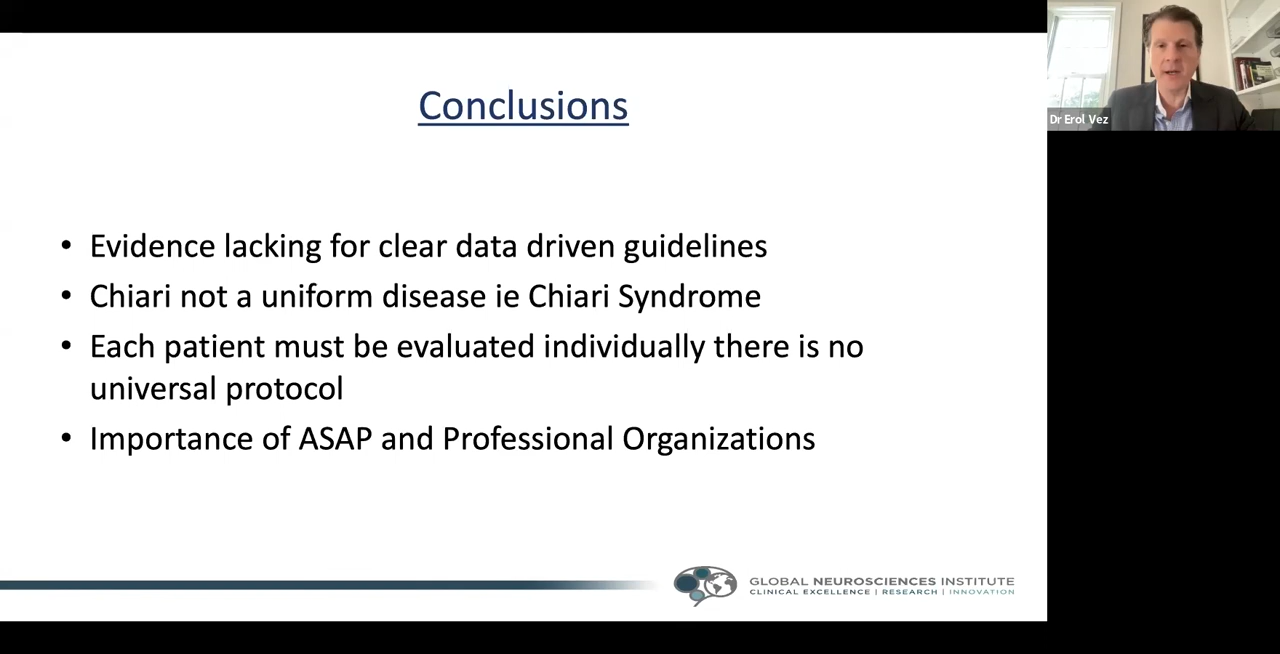 Conclusions
• Evidence lacking for clear data driven guidelines
• Chiari not a uniform disease ie Chiari Syndrome
• Each patient must be evaluated individually there is no
universal protocol
• Importance of ASAP and Professional Organizations
GLOBAL NEUROSCIENCES INSTITUTE
CLINICAL EXCELLENCE | RESEARCH | INNOVATION
Dr Erol Vez